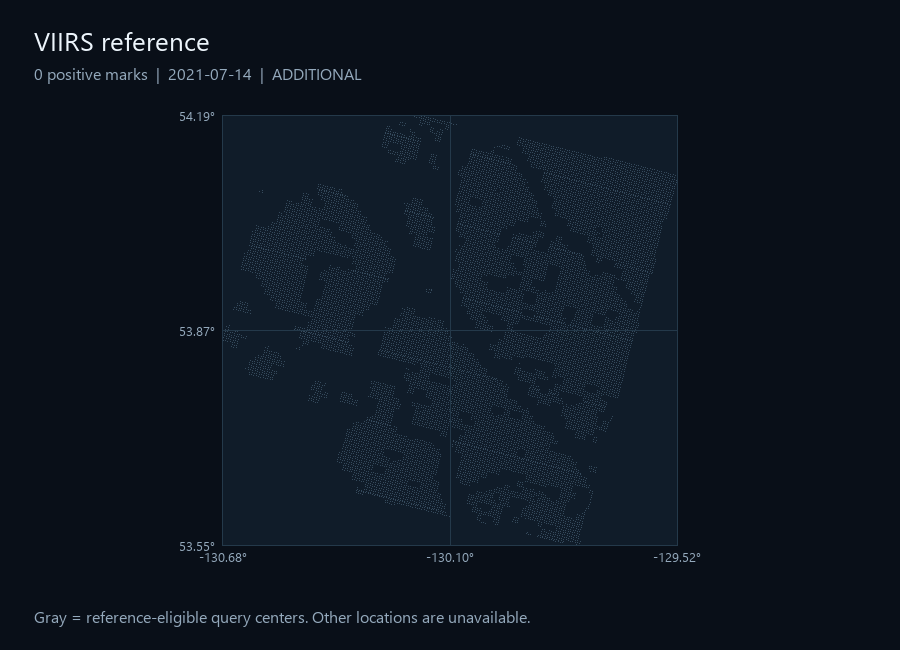 VIIRS reference
0 positive marks | 2021-07-14 | ADDITIONAL
54.19°
53.87°
53.55°
-130.68° -130.10° -129.52°
Gray = reference-eligible query centers. Other locations are unavailable.